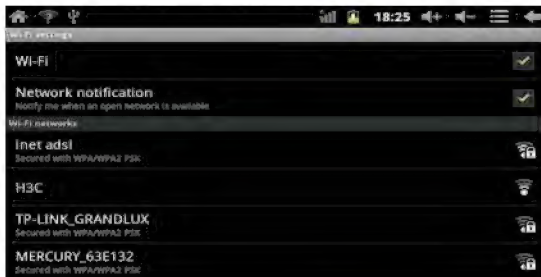 18:25
Wi-Fi settings
Wi-Fi
Network notification
Notify me when an open network is available
Wi-Fi networks
inet adsl
Secured with WPA/WPA2 PSK
H3C
TP-LINK_GRANDLUX
Secured with WPA/WPA2 PSK
MERCURY_63E132
Secured with WPA/WPA2 PSK